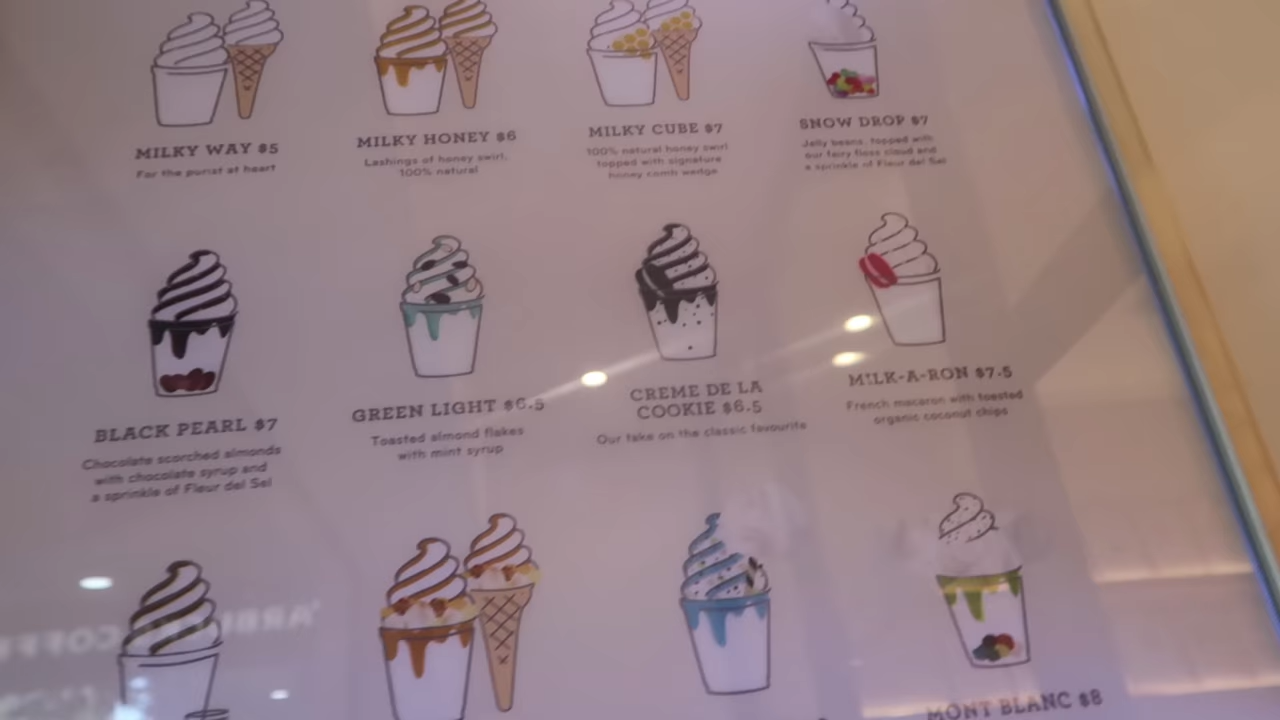 MILKY WAY $5
For the purist at heart
MILKY HONEY $6
Lashings of honey swirl,
100% natural
MILKY CUBE $7
100% natural honey swirl
topped with signature
honey comb wedge
SNOW DROP $7
Jelly beans, topped with
our fairy floss cloud and
a sprinkle of Fleur del Sel
BLACK PEARL $7
Chocolate scorched almonds
with chocolate syrup and
a sprinkle of Fleur del Sel
GREEN LIGHT $6.5
Toasted almond flakes
with mint syrup
CREME DE LA
COOKIE $6.5
Our take on the classic favourite
M!LK-A-RON $7.5
French macaron with toasted
organic coconut chips
MONT BLANC $8